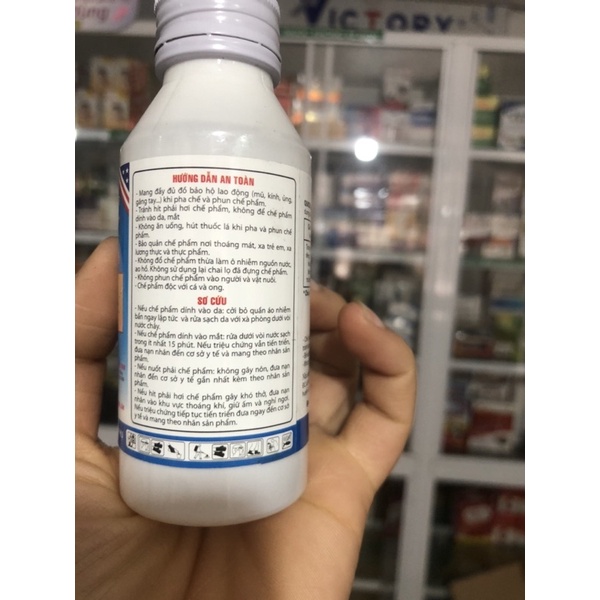 VICTORY
HƯỚNG DẪN AN TOÀN
- Mang đầy đủ đồ bảo hộ lao động (mũ, kính, ủng,
găng tay...) khi pha chế và phun chế phẩm.
- Tránh hít phải hơi chế phẩm, không để chế phẩm
dính vào da, mắt
- Không ăn uống, hút thuốc lá khi pha và phun chế
phẩm.
- Bảo quản chế phẩm nơi thoáng mát, xa trẻ em, xa
lương thực và thực phẩm.
- Không đổ chế phẩm thừa làm ô nhiễm nguồn nước,
ao hồ. Không sử dụng lại chai lọ đã đựng chế phẩm.
- Không phun chế phẩm vào người và vật nuôi.
- Chế phẩm độc với cá và ong.
SƠ CỨU
- Nếu chế phẩm dính vào da: cởi bỏ quần áo nhiễm
bẩn ngay lập tức và rửa sạch da với xà phòng dưới vòi
nước chảy.
- Nếu chế phẩm dính vào mắt: rửa dưới vòi nước sạch
trong ít nhất 15 phút. Nếu triệu chứng vẫn tiến triển,
đưa nạn nhân đến cơ sở y tế và mang theo nhãn sản
phẩm.
- Nếu nuốt phải chế phẩm: không gây nôn, đưa nạn
nhân đến cơ sở y tế gần nhất kèm theo nhãn sản
phẩm.
- Nếu hít phải hơi chế phẩm gây khó thở, đưa nạn
nhân vào khu vực thoáng khí, giữ ấm và nghỉ ngơi.
Nếu triệu chứng tiếp tục tiến triển đưa ngay đến cơ sở
y tế và mang theo nhãn sản phẩm.